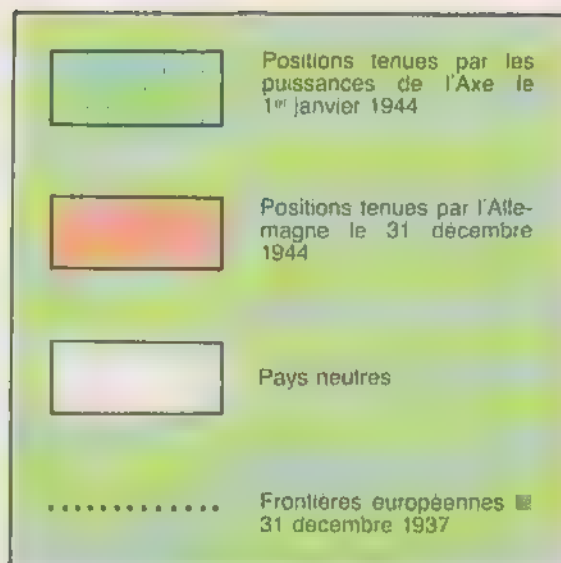 Positions tenues par les
puissances de l'Axe le
1er janvier 1944
Positions tenues par l'Alle-
magne le 31 décembre
1944
Pays neutres
Frontières européennes
31 decembre 1937